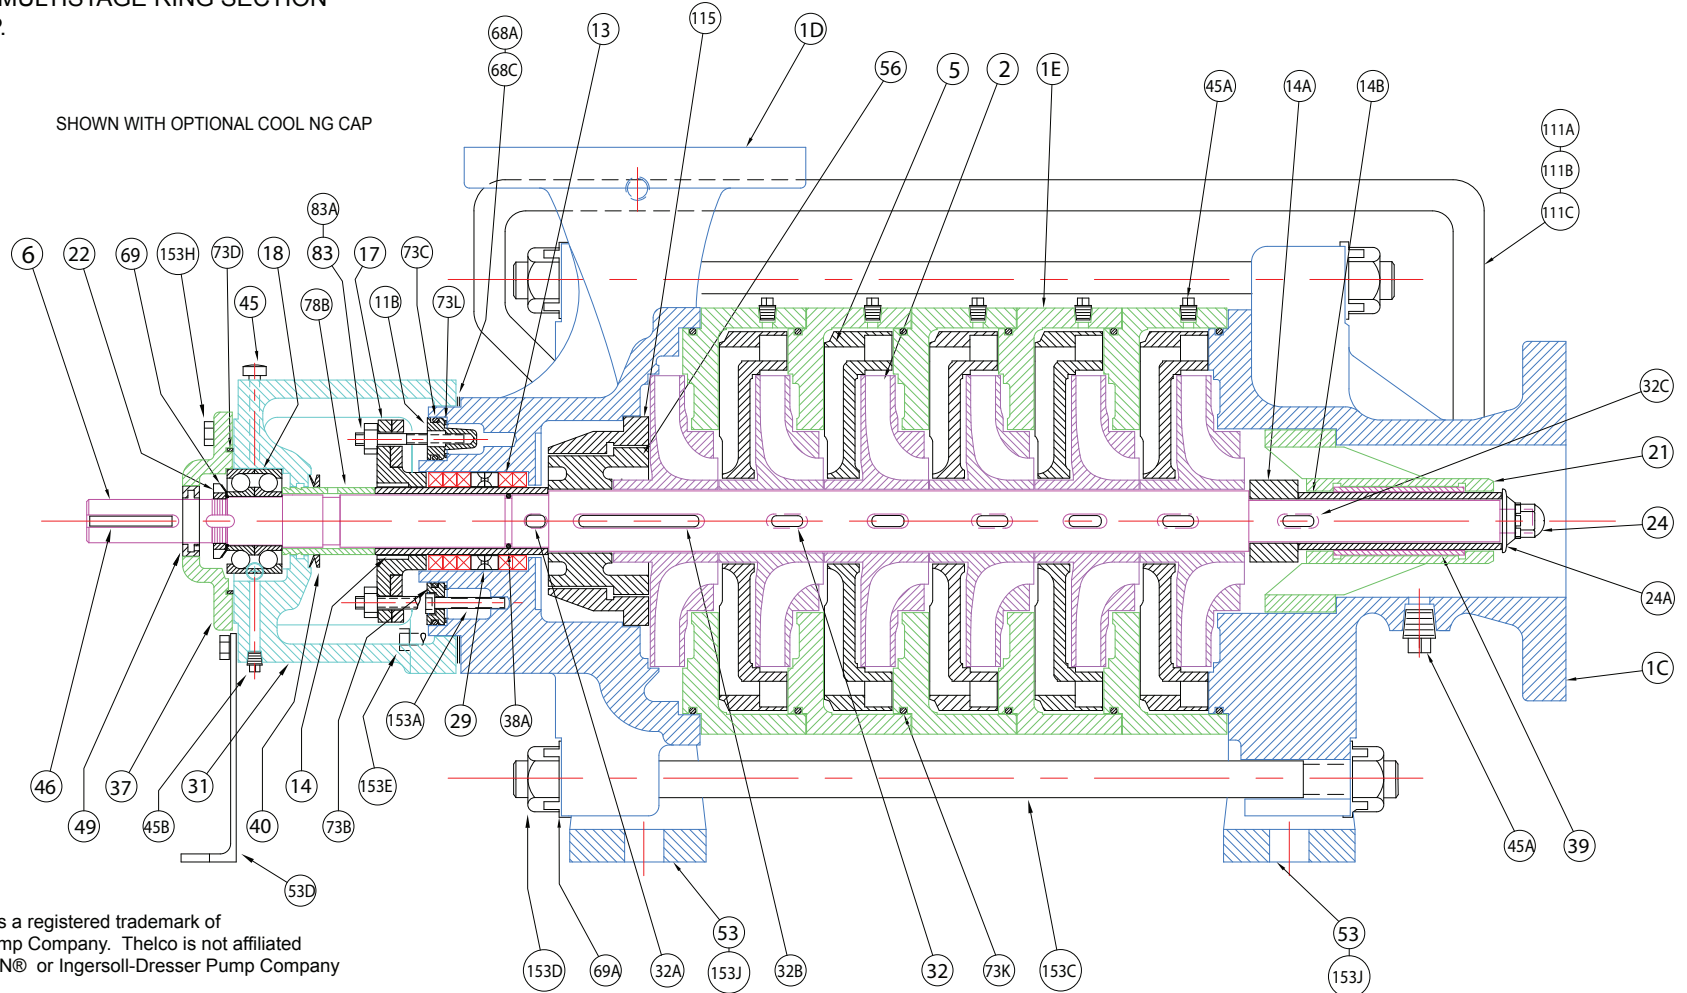 MULTISTAGE RING SECTION
P.
SHOWN WITH OPTIONAL COOL NG CAP
68A
68C
13
115
1D
56
5
2
1E
45A
14A
14B
111A
111B
111C
6
22
69
153H
73D
45
18
78B
83A
83
17
11B
73C
73L
32C
21
24
24A
1C
46
49
37
45B
31
40
14
73B
153E
153A
29
38A
53D
153D
69A
32A
53
153J
32B
32
73K
153C
53
153J
45A
39
s a registered trademark of
mp Company. Thelco is not affiliated
N® or Ingersoll-Dresser Pump Company